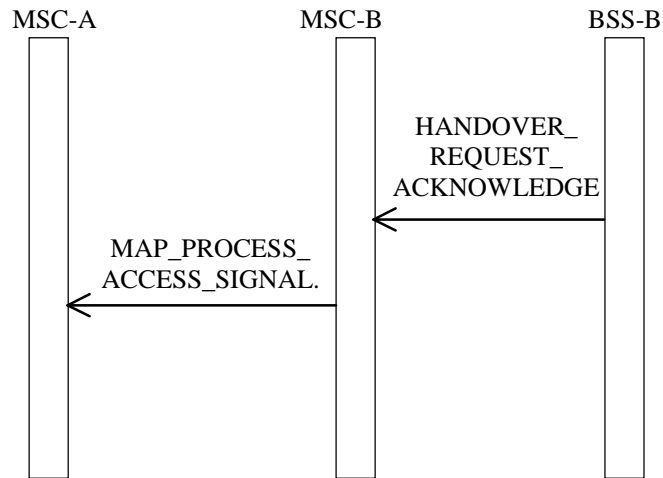 MSC-A
MSC-B
BSS-B
HANDOVER_
REQUEST_
ACKNOWLEDGE
MAP_PROCESS_
ACCESS_SIGNAL.